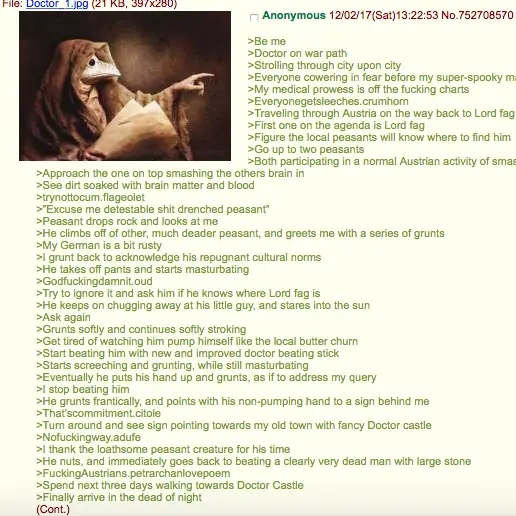 File: Doctor_1.jpg (21 KB, 397x280)
Anonymous 12/02/17(Sat)13:22:53 No.752708570
>Be me
>Doctor on war path
>Strolling through city upon city
>Everyone cowering in fear before my super-spooky
>My medical prowess is off the fucking charts
>Everyonegetsleeches.crumhorn
>Traveling through Austria on the way back to Lord fag
>First one on the agenda is Lord fag
>Figure the local peasants will know where to find him
>Go up to two peasants
>Both participating in a normal Austrian activity of
>Approach the one on top smashing the others brain in
>See dirt soaked with brain matter and blood
>trynottocum.flageolet
>"Excuse me detestable shit drenched peasant"
>Peasant drops rock and looks at me
>He climbs off of other, much deader peasant, and greets me with a series of grunts
>My German is a bit rusty
>I grunt back to acknowledge his repugnant cultural norms
>He takes off pants and starts masturbating
>Godfuckingdamnit.oud
>Try to ignore it and ask him if he knows where Lord fag is
>He keeps on chugging away at his little guy, and stares into the sun
>Ask again
>Grunts softly and continues softly stroking
>Get tired of watching him pump himself like the local butter churn
>Start beating him with new and improved doctor beating stick
>Starts screeching and grunting, while still masturbating
>Eventually he puts his hand up and grunts, as if to address my query
>I stop beating him
>He grunts frantically, and points with his non-pumping hand to a sign behind me
>That'scommitment.citole
>Turn around and see sign pointing towards my old town with fancy Doctor castle
>Nofuckingway.adufe
>I thank the loathsome peasant creature for his time
>He nuts, and immediately goes back to beating a clearly very dead man with large stone
>FuckingAustrians.petrarchanlovepoem
>Spend next three days walking towards Doctor Castle
>Finally arrive in the dead of night
(Cont.)